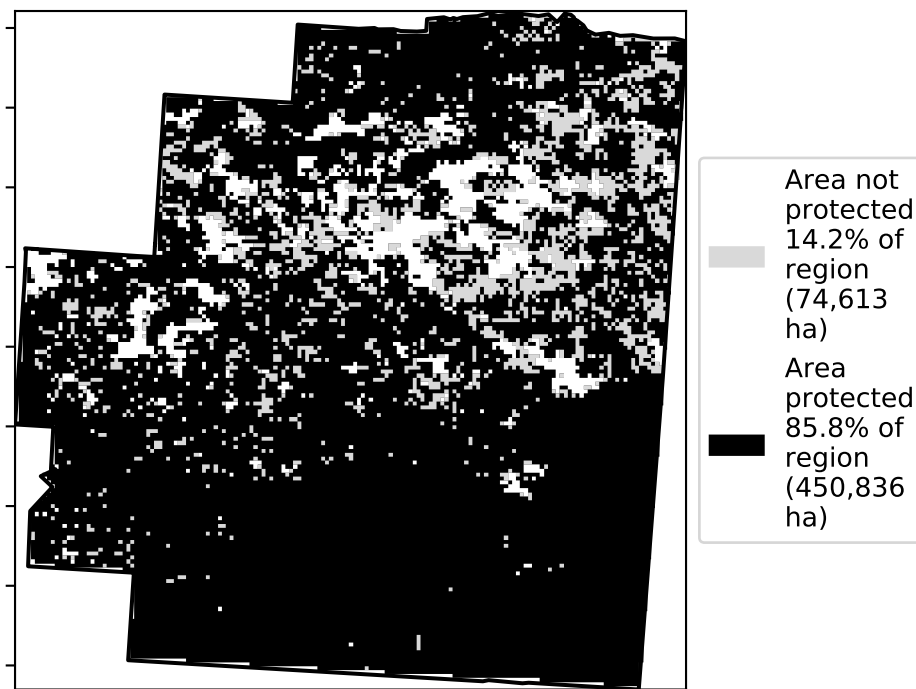 Area not
protected
14.2% of
region
(74,613
ha)
Area
protected
85.8% of
region
(450,836
ha)